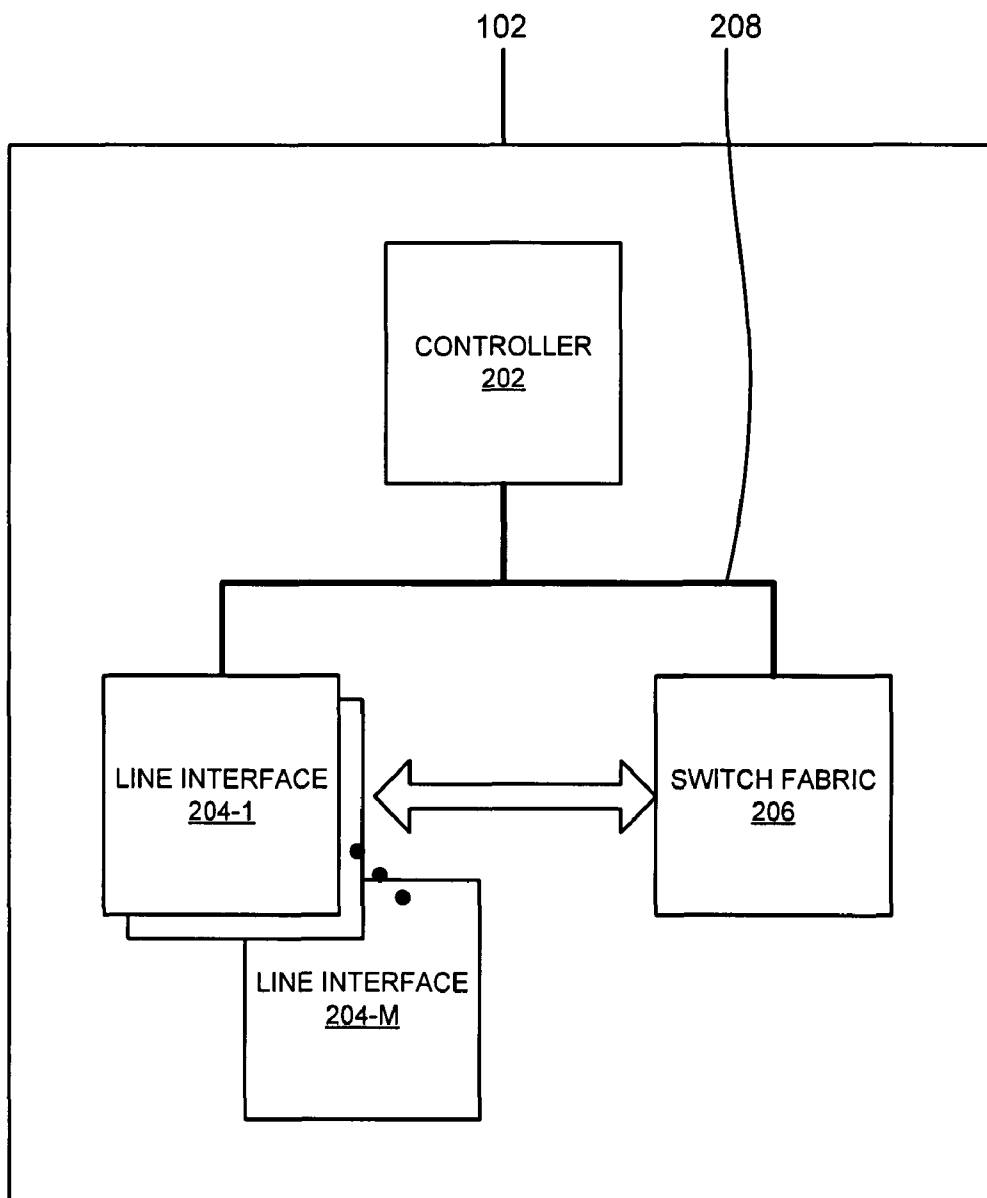 102
208
CONTROLLER
202
LINE INTERFACE
204-1
SWITCH FABRIC
206
LINE INTERFACE
204-M